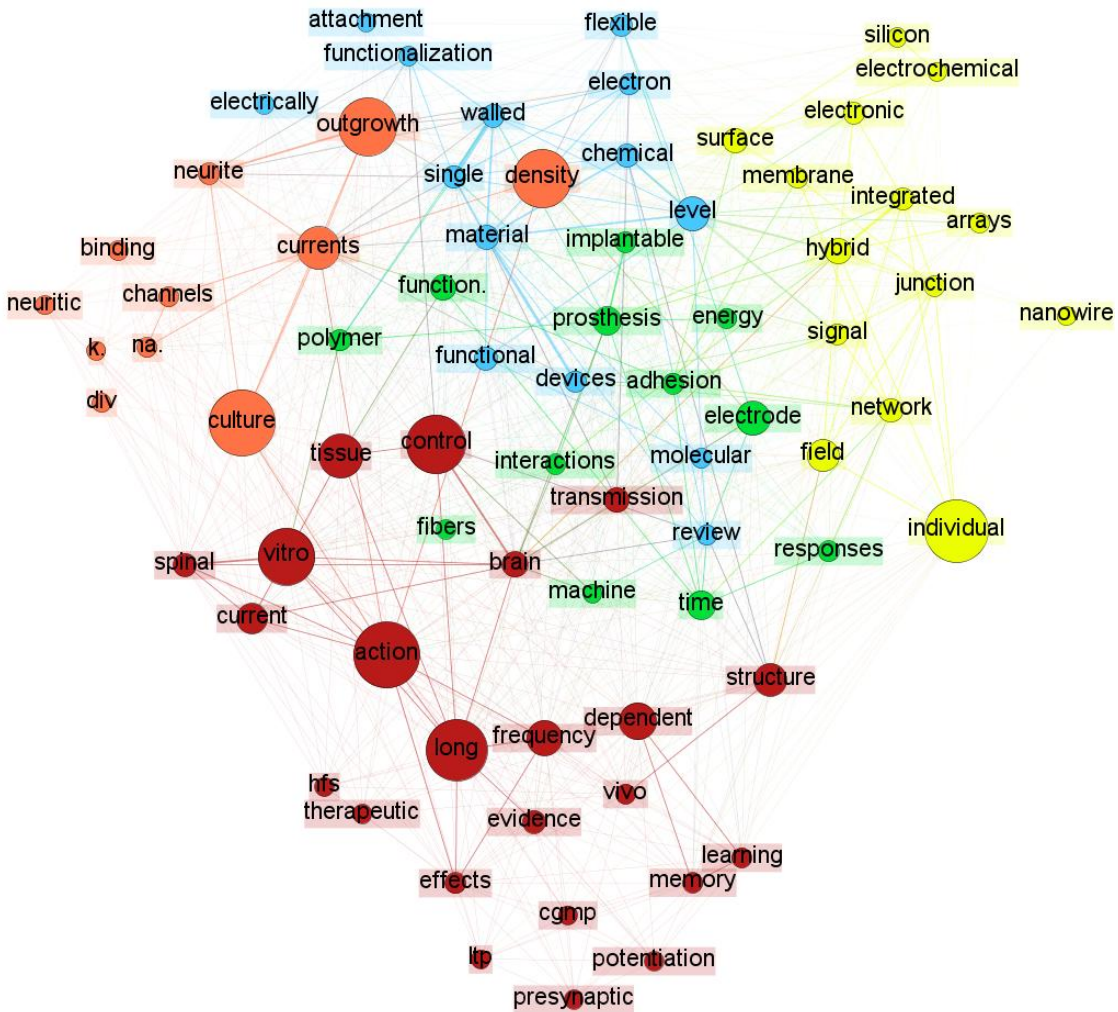 attachment
flexible
silicon
functionalization
electrochemical
electron
electrically
walled
electronic
outgrowth
surface
chemical
neurite
single
density
membrane
integrated
level
arrays
material
implantable
binding
currents
hybrid
function.
junction
neuritic
channels
prosthesis
energy
nanowire
polymer
signal
k.
na.
functional
devices
adhesion
div
network
culture
electrode
control
tissue
interactions
molecular
field
transmission
fibers
review
individual
vitro
spinal
brain
responses
machine
time
current
action
structure
dependent
frequency
long
hfs
vivo
therapeutic
evidence
learning
effects
memory
cgmp
ltp
potentiation
presynaptic